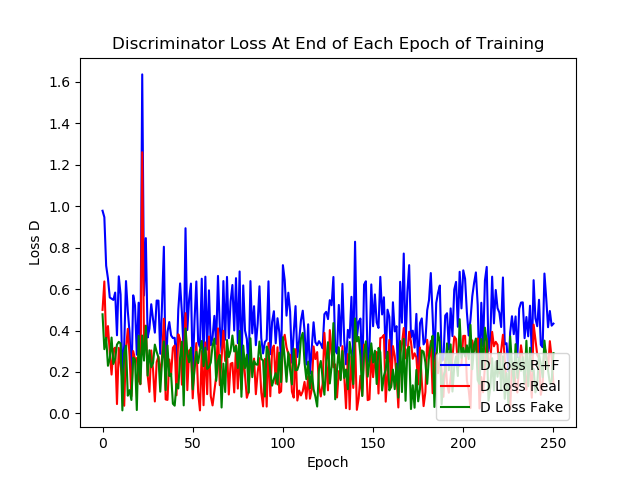 Discriminator Loss At End of Each Epoch of Training
Loss D
1.6
1.4
1.2
1.0
0.8
0.6
0.4
0.2
0.0
D Loss R+F
D Loss Real
D Loss Fake
0 50 100 150 200 250
Epoch